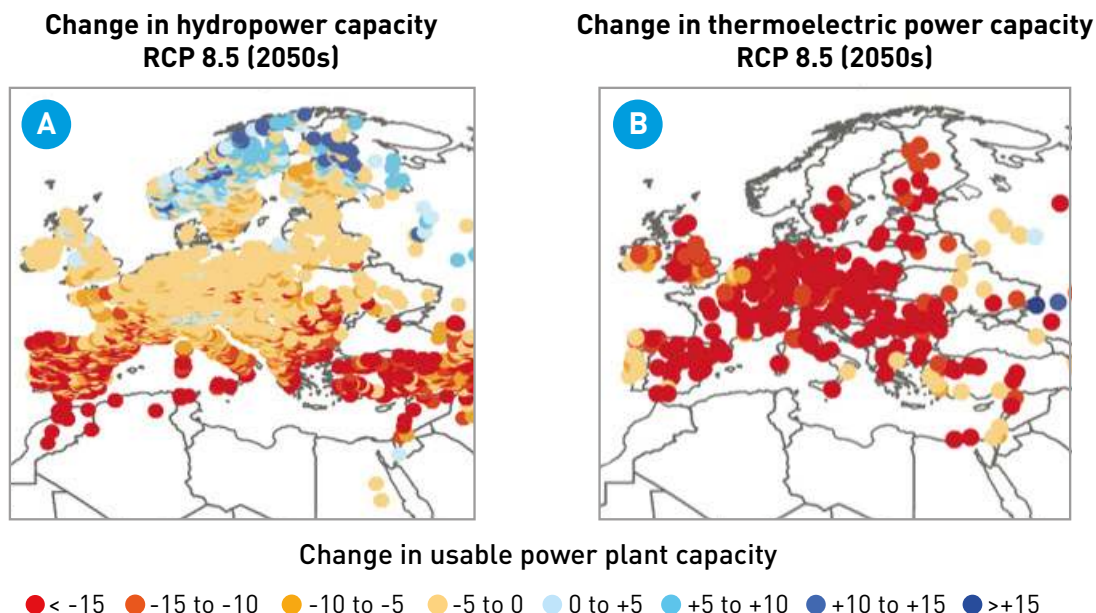 Change in hydropower capacity
RCP 8.5 (2050s)
Change in thermoelectric power capacity
RCP 8.5 (2050s)
A
B
Change in usable power plant capacity
< -15 -15 to -10 -10 to -5 -5 to 0 0 to +5 +5 to +10 +10 to +15 >+15